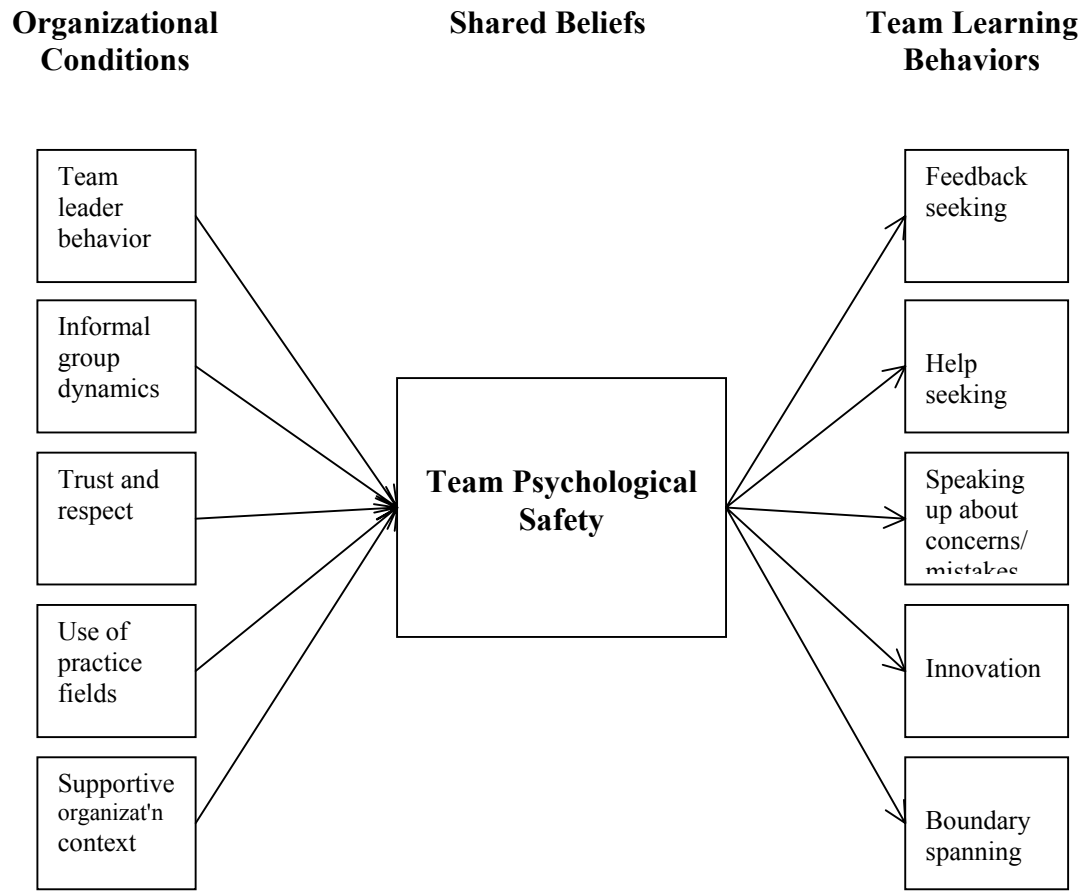 Organizational
Conditions
Shared Beliefs
Team Learning
Behaviors
Team
leader
behavior
Informal
group
dynamics
Trust and
respect
Use of
practice
fields
Supportive
organizat'n
context
Team Psychological
Safety
Feedback
seeking
Help
seeking
Speaking
up about
concerns/
mistakes
Innovation
Boundary
spanning